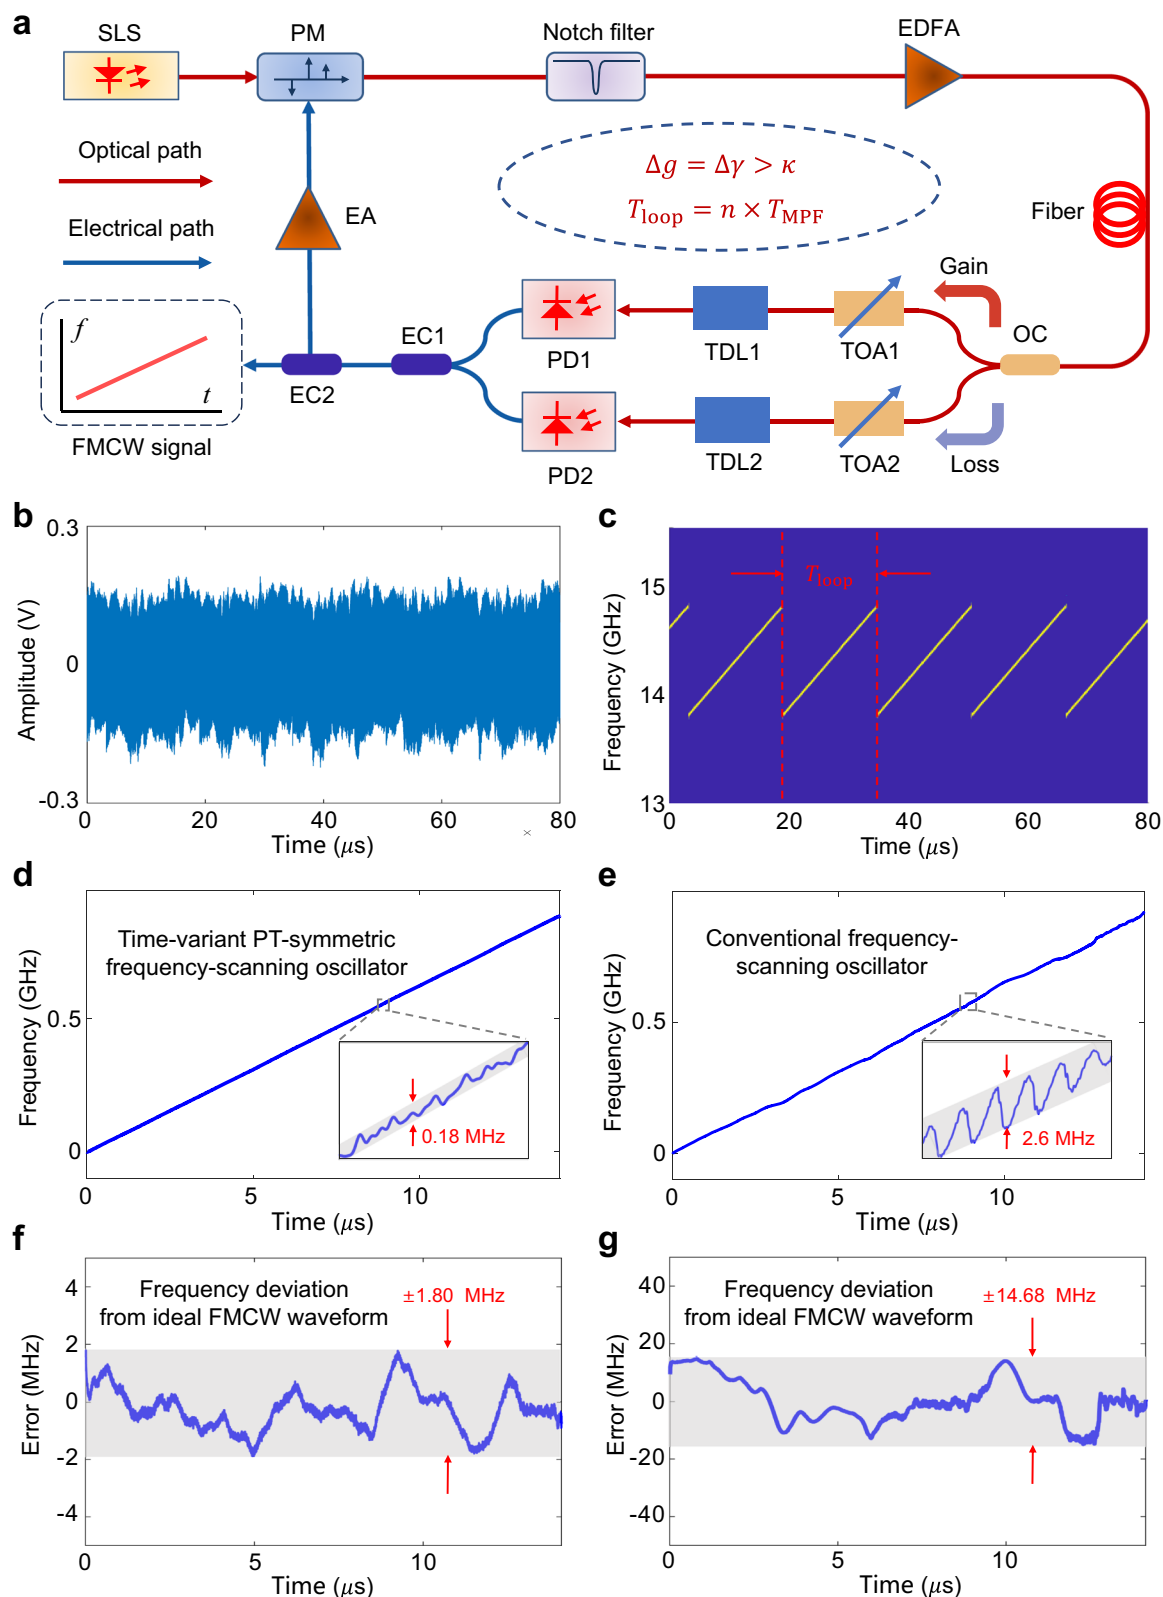 a
SLS
PM
Notch filter
EDFA
Optical path
Δg = Δγ > κ
T_loop = n × T_MPF
EA
Fiber
Electrical path
Gain
f
t
FMCW signal
EC2
EC1
PD1
TDL1
TOA1
OC
PD2
TDL2
TOA2
Loss
b
0.3
0
-0.3
Amplitude (V)
0 20 40 60 80
×
Time (μs)
c
15
14
13
Frequency (GHz)
T_loop
0 20 40 60 80
Time (μs)
d
Time-variant PT-symmetric
frequency-scanning oscillator
0.5
0
Frequency (GHz)
0.18 MHz
0 5 10
Time (μs)
e
Conventional frequency-
scanning oscillator
0.5
0
Frequency (GHz)
2.6 MHz
0 5 10
Time (μs)
f
Frequency deviation
from ideal FMCW waveform
±1.80 MHz
4
2
0
-2
-4
Error (MHz)
0 5 10
Time (μs)
g
Frequency deviation
from ideal FMCW waveform
±14.68 MHz
40
20
0
-20
-40
Error (MHz)
0 5 10
Time (μs)